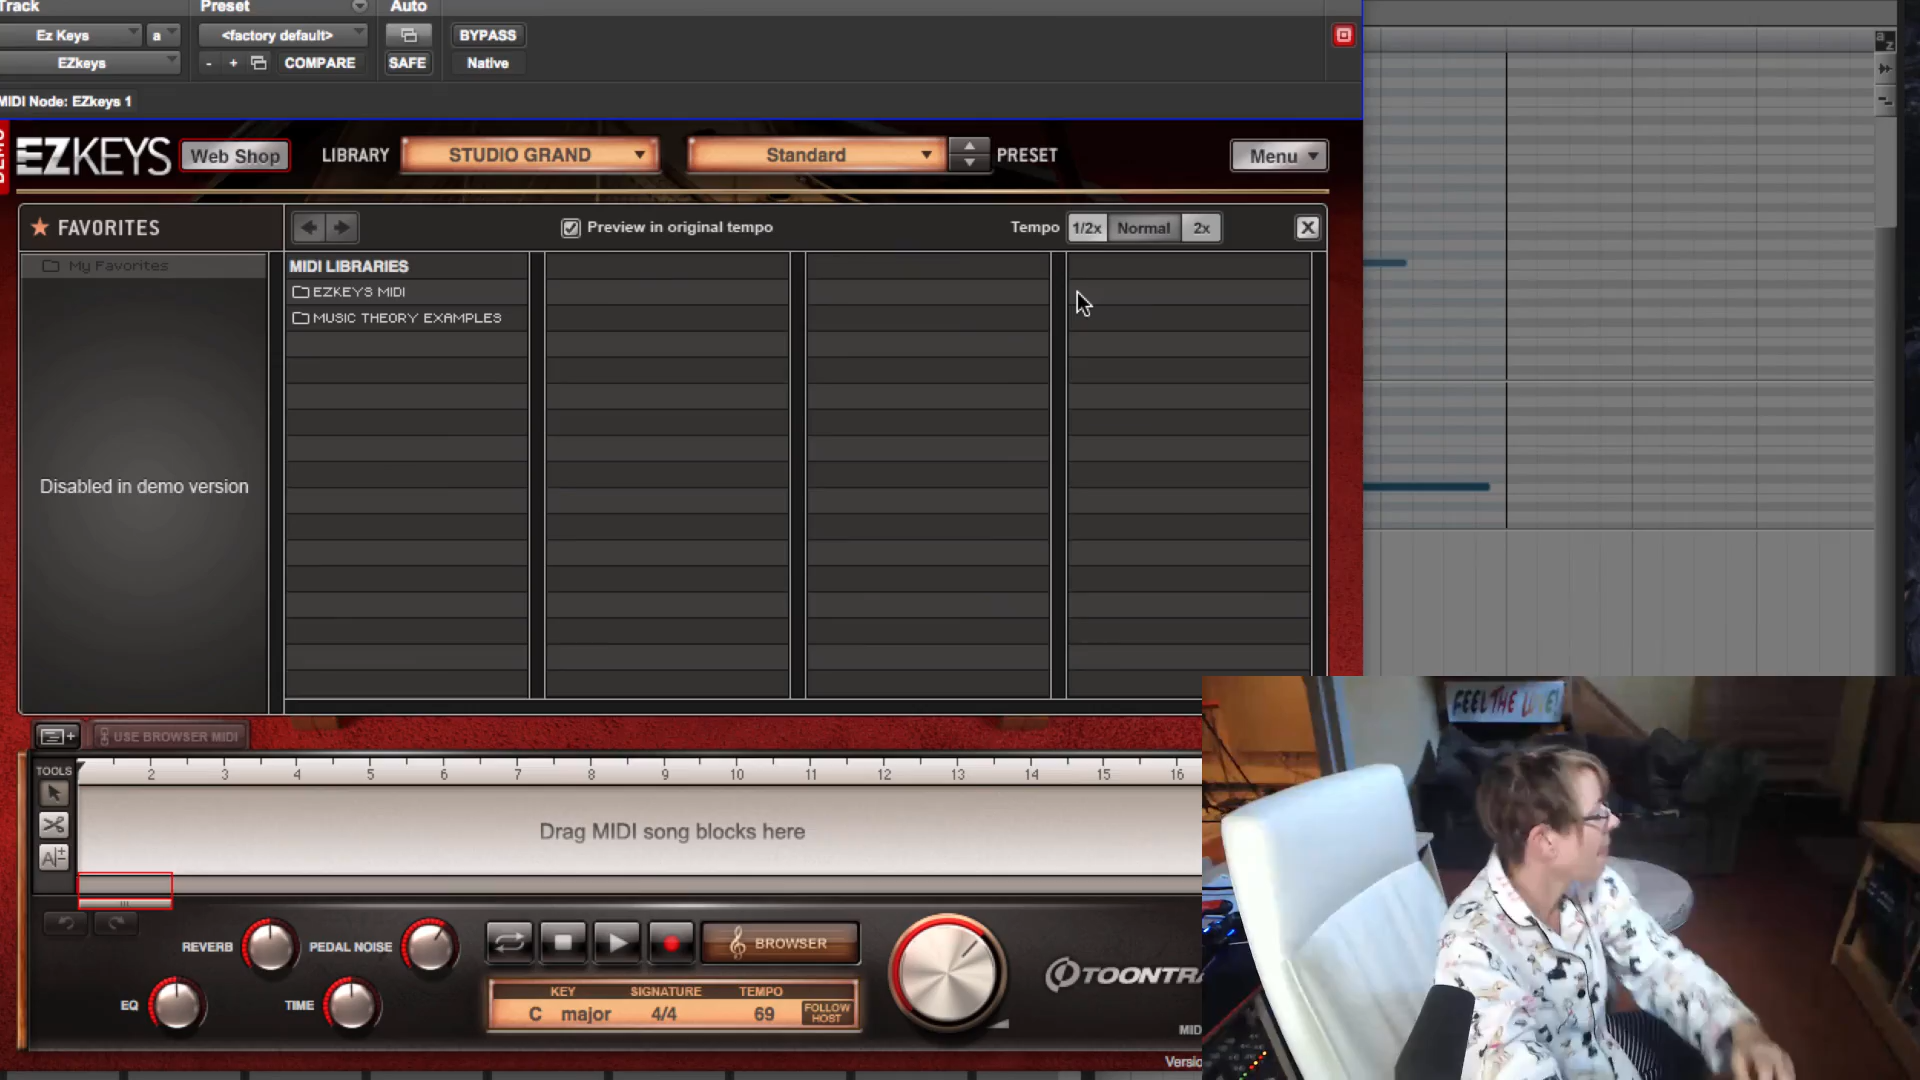 Track
Preset
Auto
Ez Keys
a
<factory default>
BYPASS
EZkeys
- +
COMPARE
SAFE
Native
MIDI Node: EZkeys 1
EZKEYS
Web Shop
LIBRARY
STUDIO GRAND
Standard
PRESET
Menu
FAVORITES
Preview in original tempo
Tempo
1/2x
Normal
2x
X
My Favorites
MIDI LIBRARIES
EZKEYS MIDI
MUSIC THEORY EXAMPLES
Disabled in demo version
USE BROWSER MIDI
TOOLS
2 3 4 5 6 7 8 9 10 11 12 13 14 15 16
Drag MIDI song blocks here
REVERB
PEDAL NOISE
BROWSER
EQ
TIME
KEY
SIGNATURE
TEMPO
C major
4/4
69
FOLLOW HOST
TOONTRA
MID
Versio
FEEL THE
a z